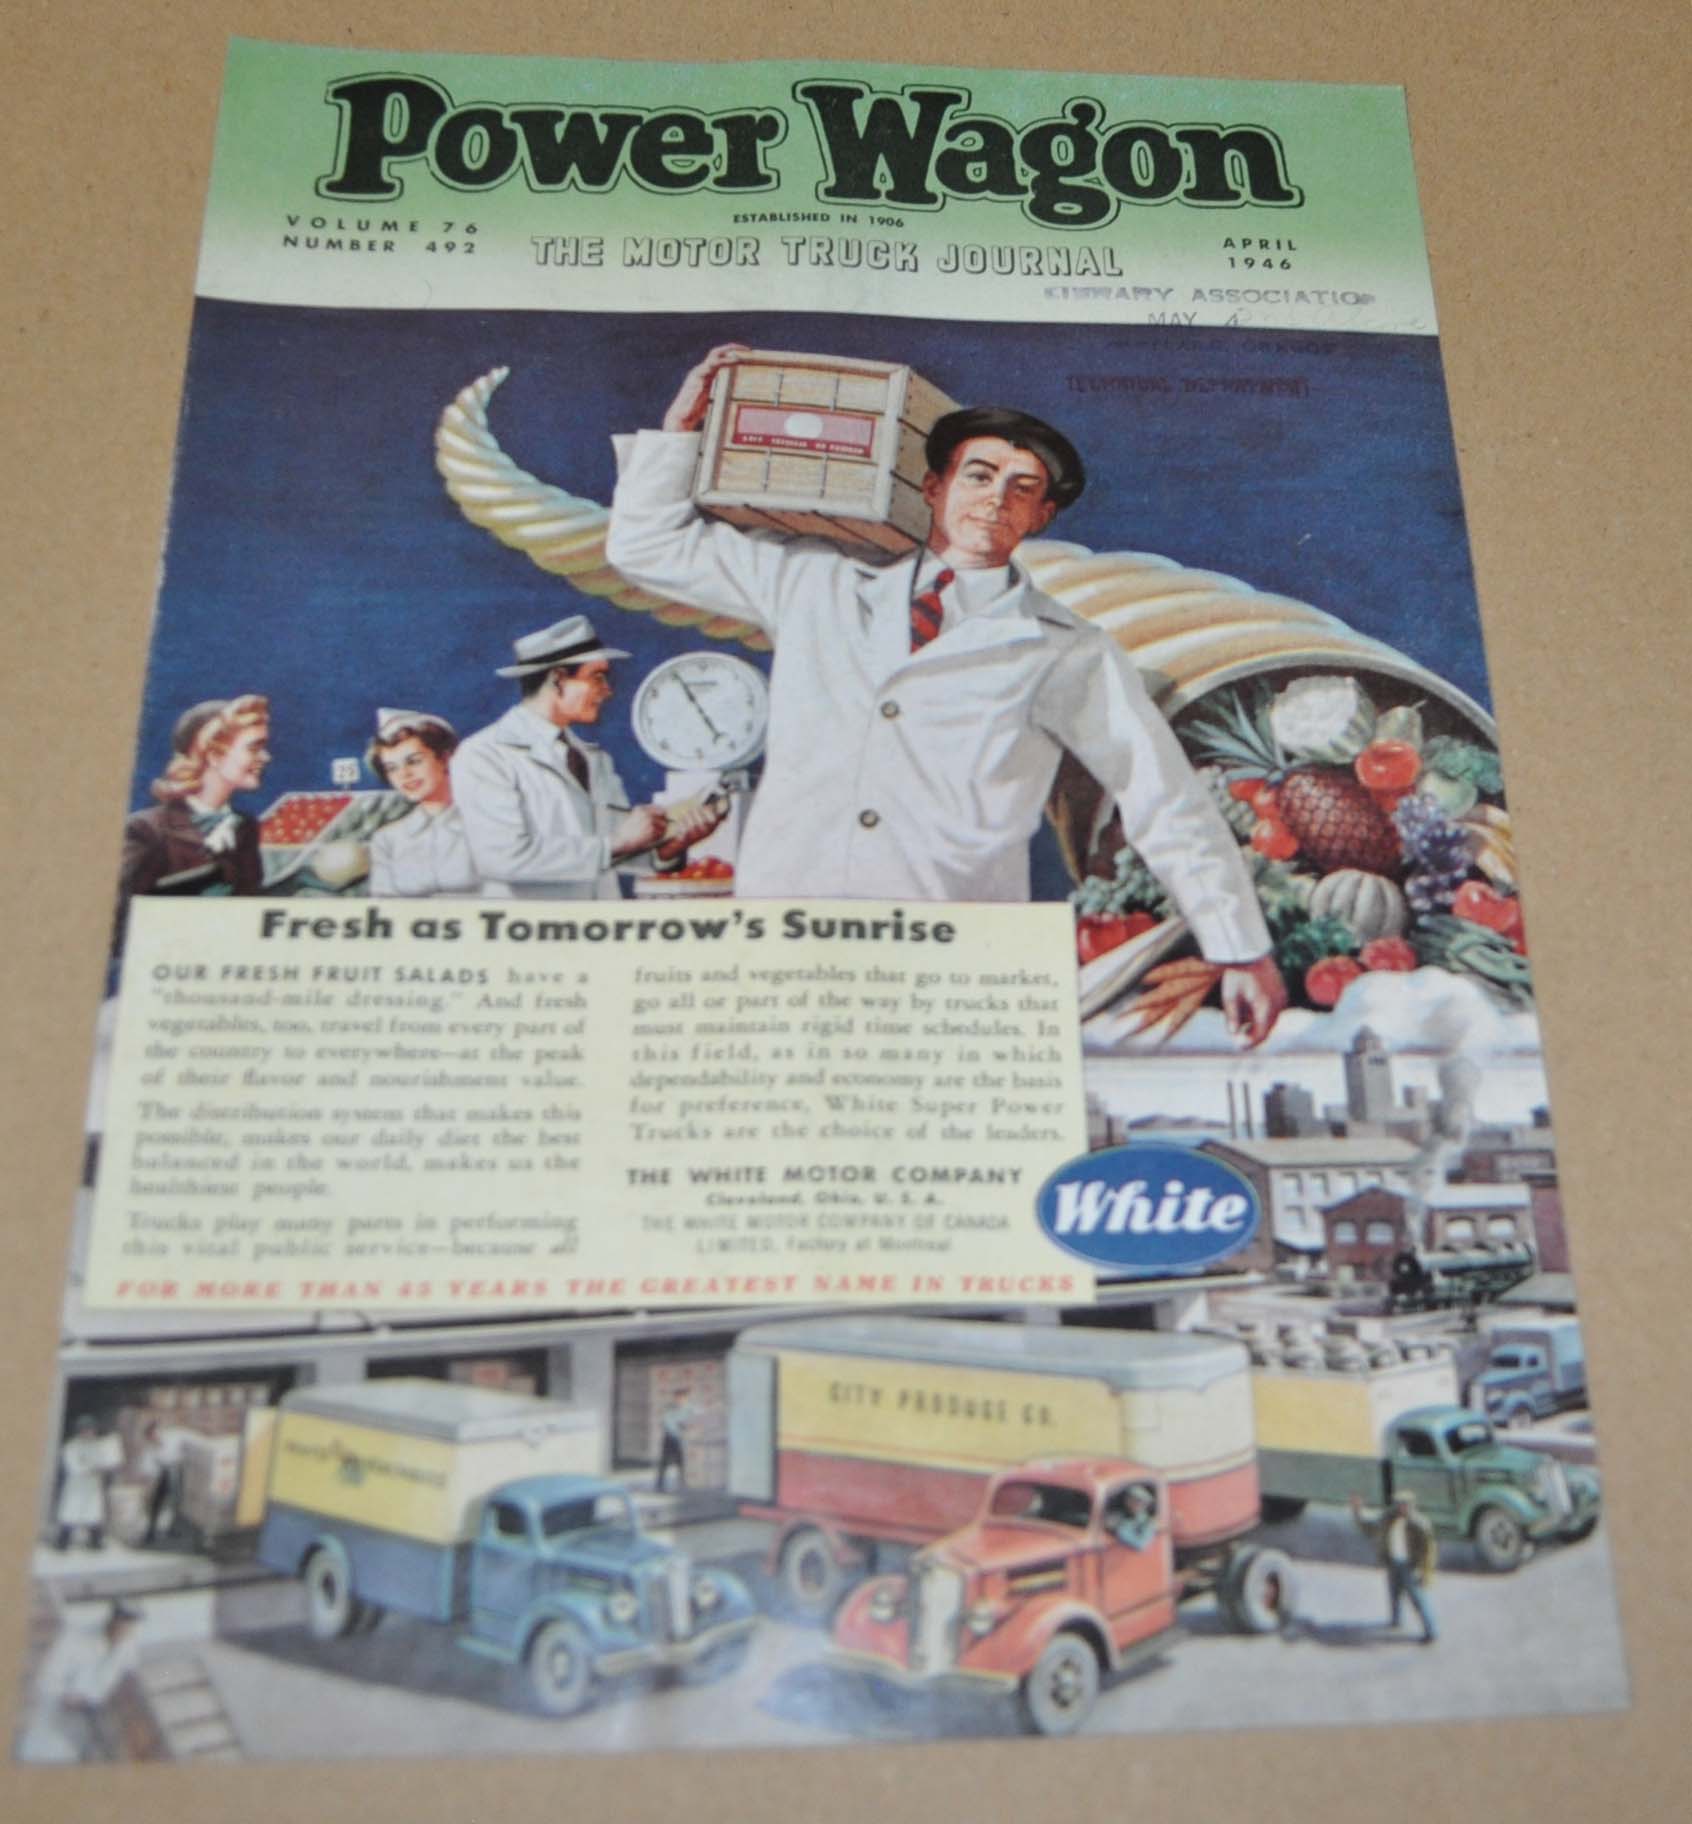 Power Wagon
ESTABLISHED IN 1906
VOLUME 76
NUMBER 492
THE MOTOR TRUCK JOURNAL
APRIL
1946
LIBRARY ASSOCIATION
MAY
TECHNICAL DEPARTMENT
25
Fresh as Tomorrow's Sunrise
OUR FRESH FRUIT SALADS have a
"thousand-mile dressing." And fresh
vegetables, too, travel from every part of
the country to everywhere—at the peak
of their flavor and nourishment value.
The distribution system that makes this
possible, makes our daily diet the best
balanced in the world, makes us the
healthiest people.
Trucks play many parts in performing
this vital public service—because all
fruits and vegetables that go to market,
go all or part of the way by trucks that
must maintain rigid time schedules. In
this field, as in so many in which
dependability and economy are the basis
for preference, White Super Power
Trucks are the choice of the leaders.
THE WHITE MOTOR COMPANY
Cleveland, Ohio, U. S. A.
THE WHITE MOTOR COMPANY OF CANADA
LIMITED, Factory at Montreal
White
FOR MORE THAN 45 YEARS THE GREATEST NAME IN TRUCKS
CITY PRODUCE CO.